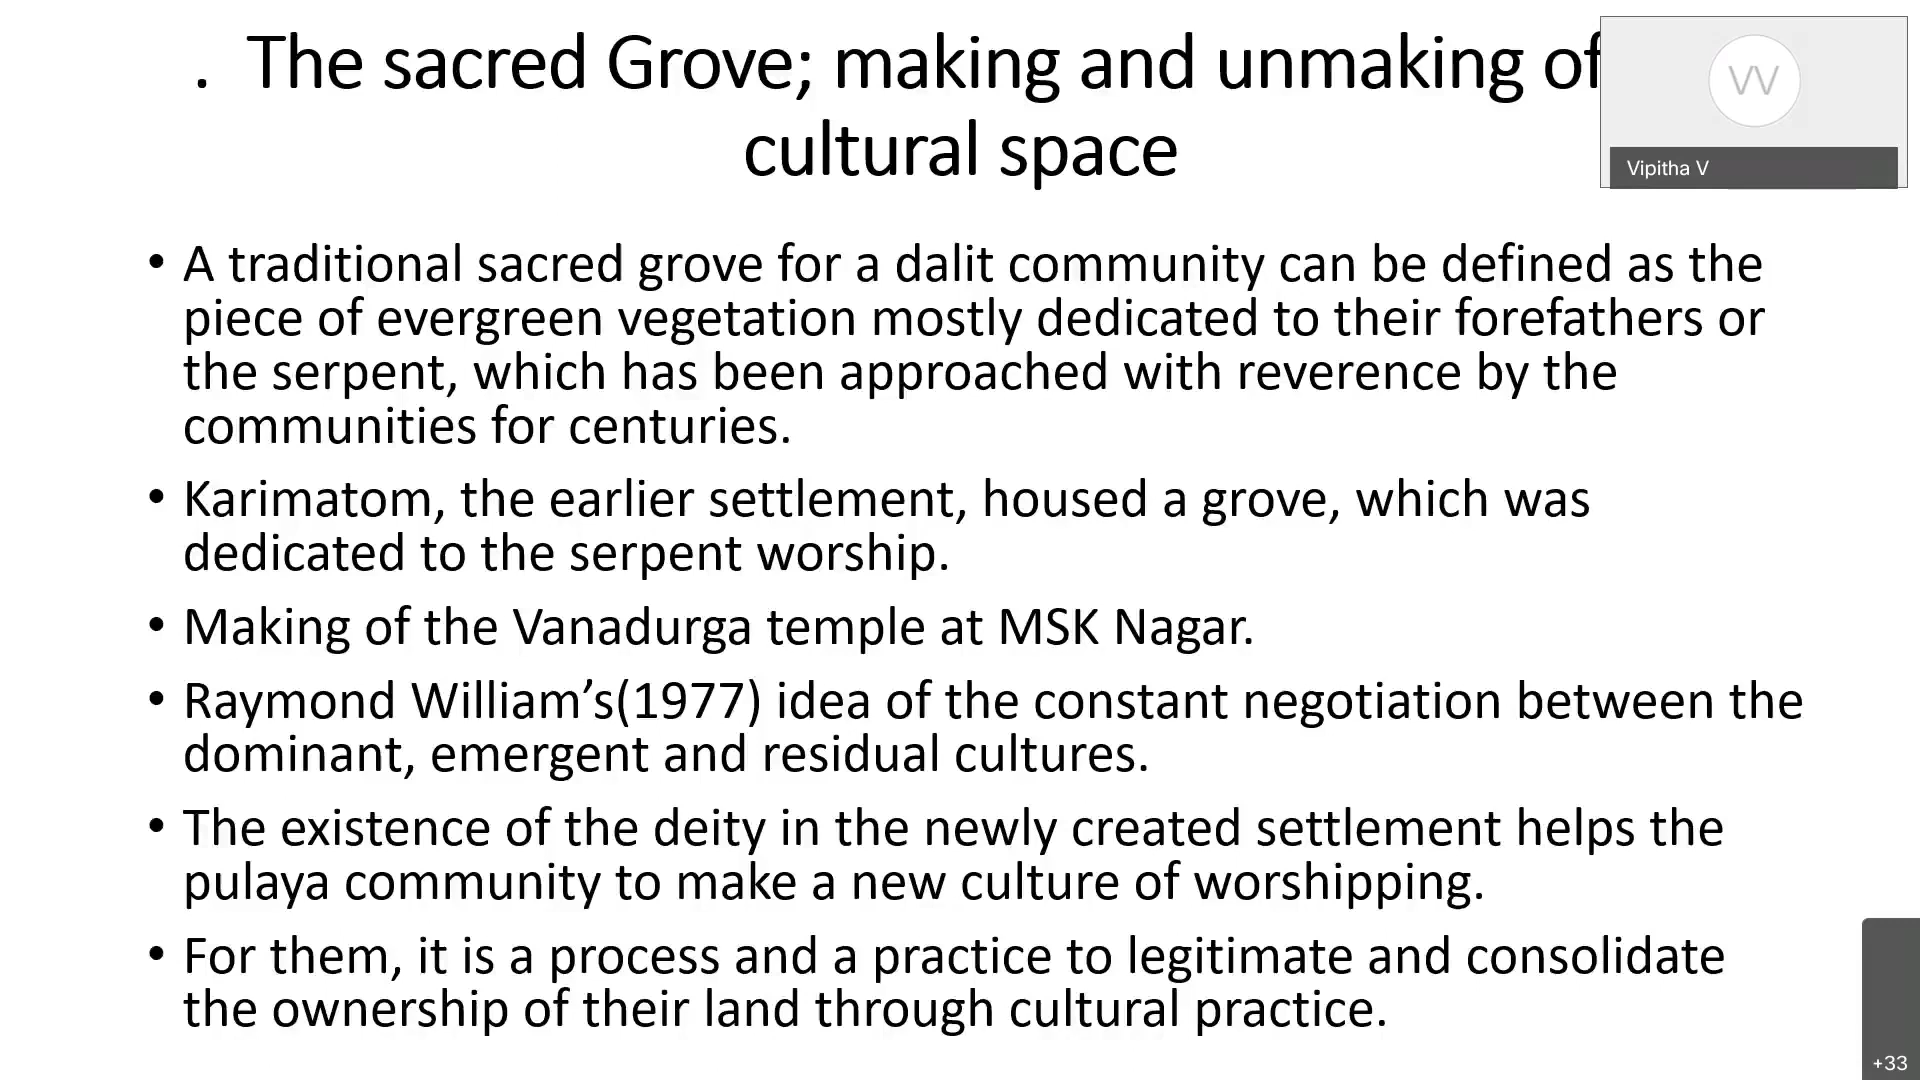 . The sacred Grove; making and unmaking of
cultural space
VV
Vipitha V
• A traditional sacred grove for a dalit community can be defined as the
piece of evergreen vegetation mostly dedicated to their forefathers or
the serpent, which has been approached with reverence by the
communities for centuries.
• Karimatom, the earlier settlement, housed a grove, which was
dedicated to the serpent worship.
• Making of the Vanadurga temple at MSK Nagar.
• Raymond William’s(1977) idea of the constant negotiation between the
dominant, emergent and residual cultures.
• The existence of the deity in the newly created settlement helps the
pulaya community to make a new culture of worshipping.
• For them, it is a process and a practice to legitimate and consolidate
the ownership of their land through cultural practice.
+33